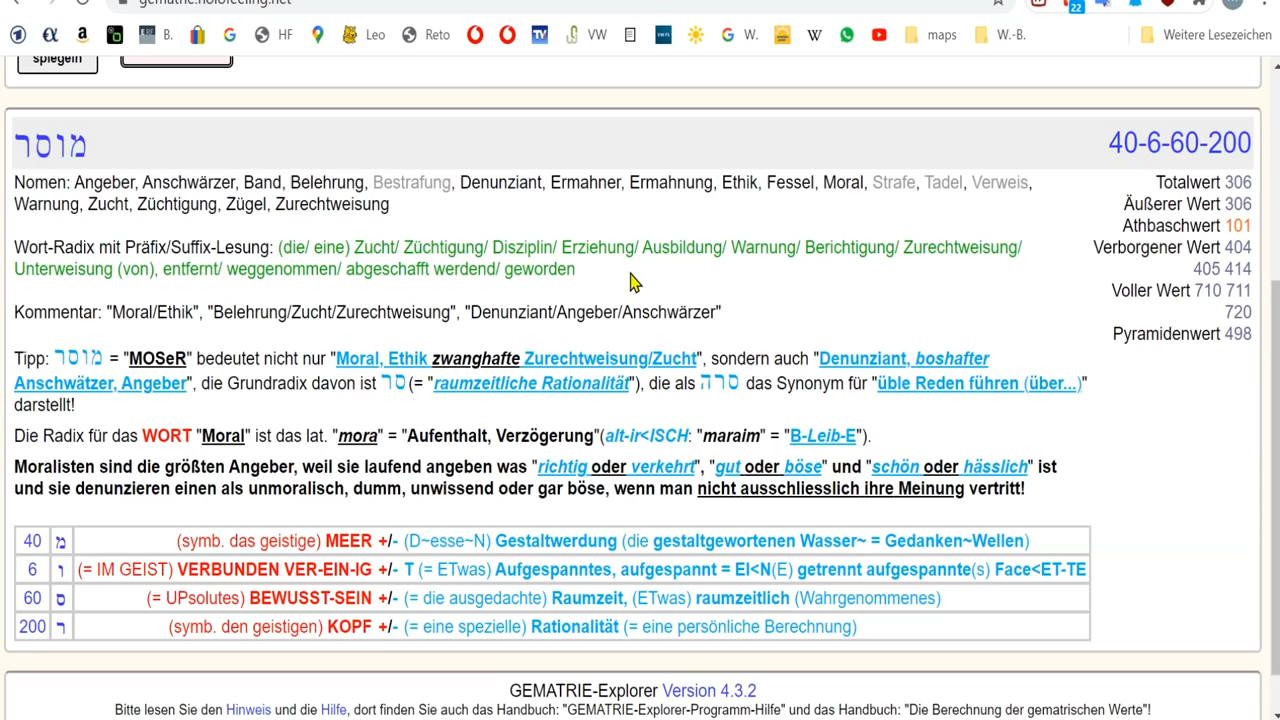 gematrie.holofeeling.net
22
B. HF Leo Reto TV VW G W. W maps W.-B. Weitere Lesezeichen
spiegeln
מוסר 40-6-60-200
Nomen: Angeber, Anschwärzer, Band, Belehrung, Bestrafung, Denunziant, Ermahner, Ermahnung, Ethik, Fessel, Moral, Strafe, Tadel, Verweis,
Warnung, Zucht, Züchtigung, Zügel, Zurechtweisung
Totalwert 306
Äußerer Wert 306
Athbaschwert 101
Verborgener Wert 404
405 414
Voller Wert 710 711
720
Pyramidenwert 498
Wort-Radix mit Präfix/Suffix-Lesung: (die/ eine) Zucht/ Züchtigung/ Disziplin/ Erziehung/ Ausbildung/ Warnung/ Berichtigung/ Zurechtweisung/
Unterweisung (von), entfernt/ weggenommen/ abgeschafft werdend/ geworden
Kommentar: "Moral/Ethik", "Belehrung/Zucht/Zurechtweisung", "Denunziant/Angeber/Anschwärzer"
Tipp: מוסר = "MOSeR" bedeutet nicht nur "Moral, Ethik zwanghafte Zurechtweisung/Zucht", sondern auch "Denunziant, boshafter
Anschwätzer, Angeber", die Grundradix davon ist סר (= "raumzeitliche Rationalität"), die als סרה das Synonym für "üble Reden führen (über...)"
darstellt!
Die Radix für das WORT "Moral" ist das lat. "mora" = "Aufenthalt, Verzögerung"(alt-ir<ISCH: "maraim" = "B-Leib-E").
Moralisten sind die größten Angeber, weil sie laufend angeben was "richtig oder verkehrt", "gut oder böse" und "schön oder hässlich" ist
und sie denunzieren einen als unmoralisch, dumm, unwissend oder gar böse, wenn man nicht ausschliesslich ihre Meinung vertritt!
40 מ (symb. das geistige) MEER +/- (D~esse~N) Gestaltwerdung (die gestaltgewortenen Wasser~ = Gedanken~Wellen)
6 ו (= IM GEIST) VERBUNDEN VER-EIN-IG +/- T (= ETwas) Aufgespanntes, aufgespannt = EI<N(E) getrennt aufgespannte(s) Face<ET-TE
60 ס (= UPsolutes) BEWUSST-SEIN +/- (= die ausgedachte) Raumzeit, (ETwas) raumzeitlich (Wahrgenommenes)
200 ר (symb. den geistigen) KOPF +/- (= eine spezielle) Rationalität (= eine persönliche Berechnung)
GEMATRIE-Explorer Version 4.3.2
Bitte lesen Sie den Hinweis und die Hilfe, dort finden Sie auch das Handbuch: "GEMATRIE-Explorer-Programm-Hilfe" und das Handbuch: "Die Berechnung der gematrischen Werte"!